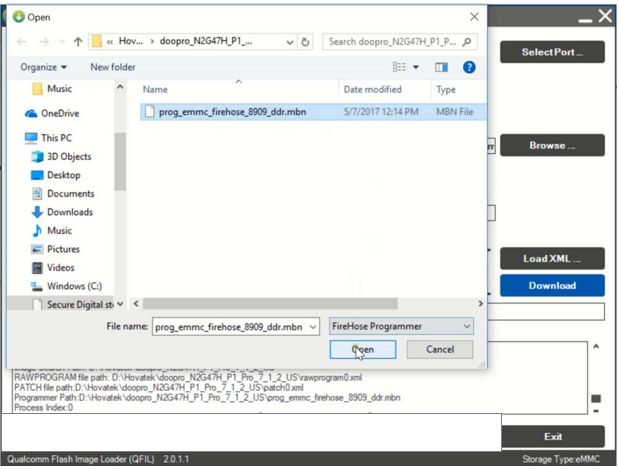 Open
Hov... > doopro_N2G47H_P1_...
Search doopro_N2G47H_P1_P...
Select Port ...
Organize
New folder
Music
Name
Date modified
Type
OneDrive
prog_emmc_firehose_8909_ddr.mbn
5/7/2017 12:14 PM
MBN File
This PC
3D Objects
Browse ...
Desktop
Documents
Downloads
Music
Pictures
Load XML ...
Videos
Windows (C:)
Download
Secure Digital st
File name:
prog_emmc_firehose_8909_ddr.mbn
FireHose Programmer
Open
Cancel
RAWPROGRAM file path: D:\Hovatek\doopro_N2G47H_P1_Pro_7_1_2_US\rawprogram0.xml
PATCH file path:D:\Hovatek\doopro_N2G47H_P1_Pro_7_1_2_US\patch0.xml
Programmer Path:D:\Hovatek\doopro_N2G47H_P1_Pro_7_1_2_US\prog_emmc_firehose_8909_ddr.mbn
Process Index:0
Exit
Qualcomm Flash Image Loader (QFIL) 2.0.1.1
Storage Type:eMMC